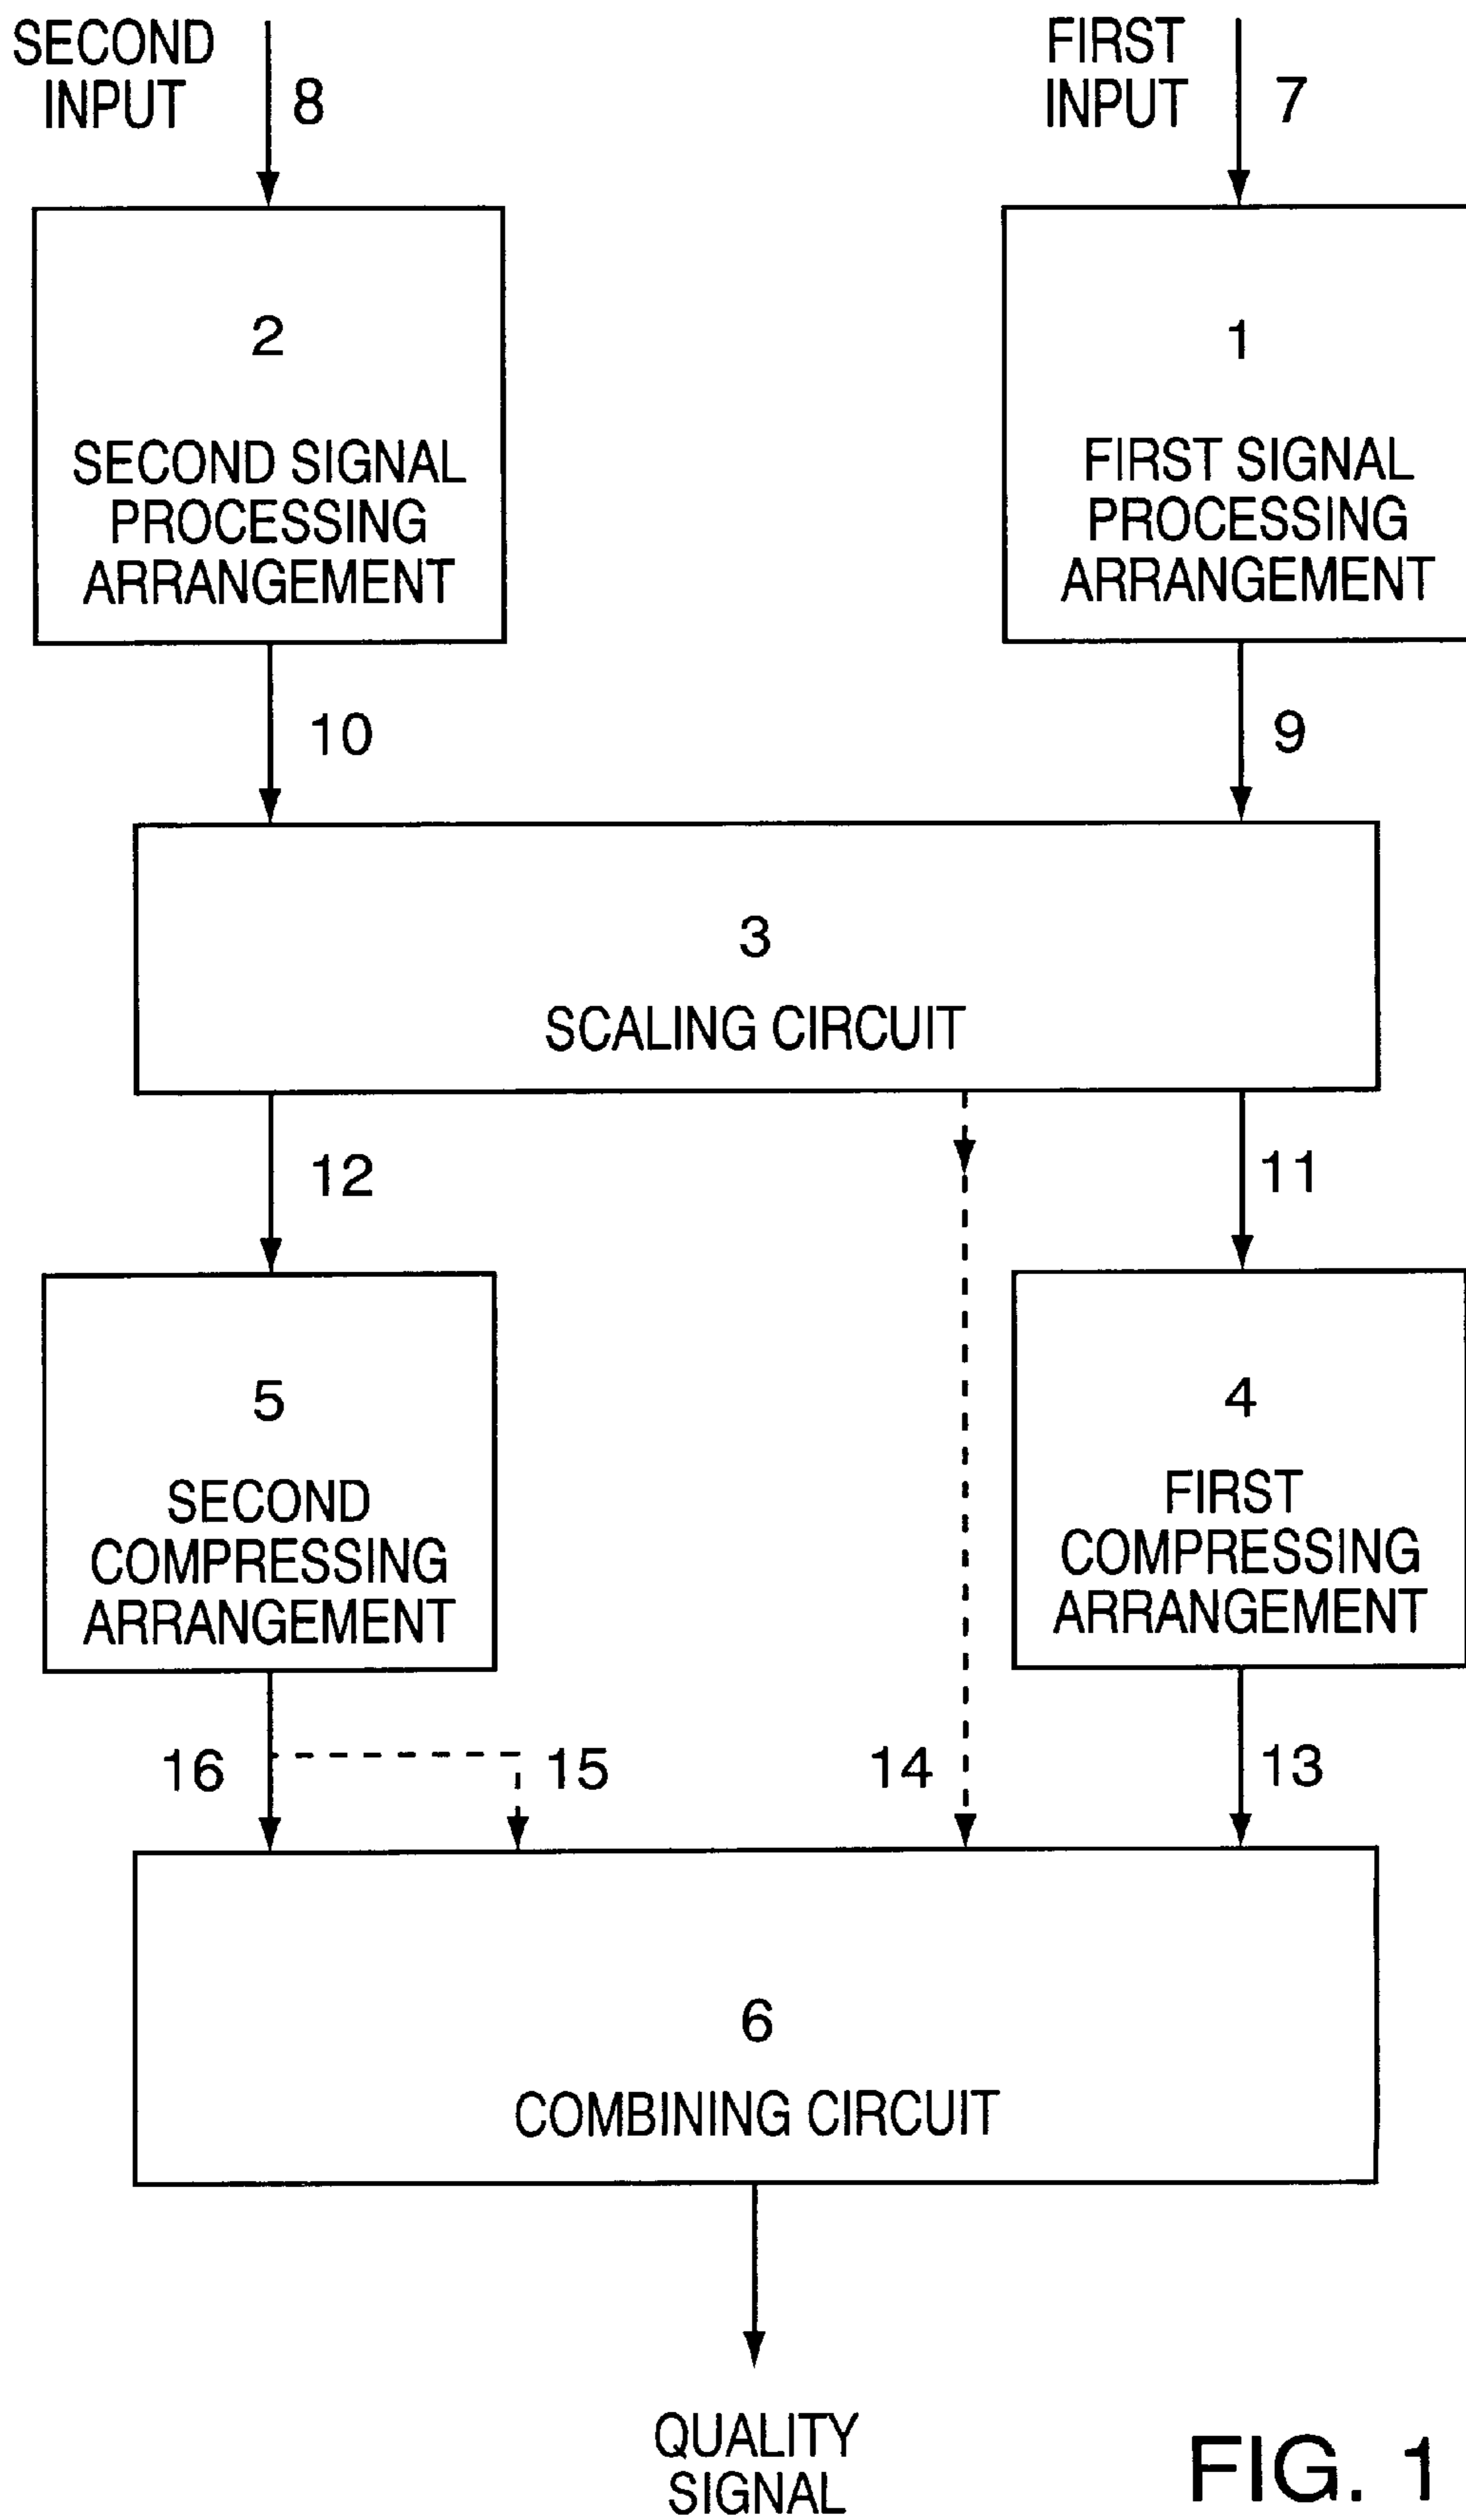 SECOND
INPUT
8
FIRST
INPUT
7
2
SECOND SIGNAL
PROCESSING
ARRANGEMENT
1
FIRST SIGNAL
PROCESSING
ARRANGEMENT
10
9
3
SCALING CIRCUIT
12
11
5
SECOND
COMPRESSING
ARRANGEMENT
4
FIRST
COMPRESSING
ARRANGEMENT
16
15
14
13
6
COMBINING CIRCUIT
QUALITY
SIGNAL
FIG. 1